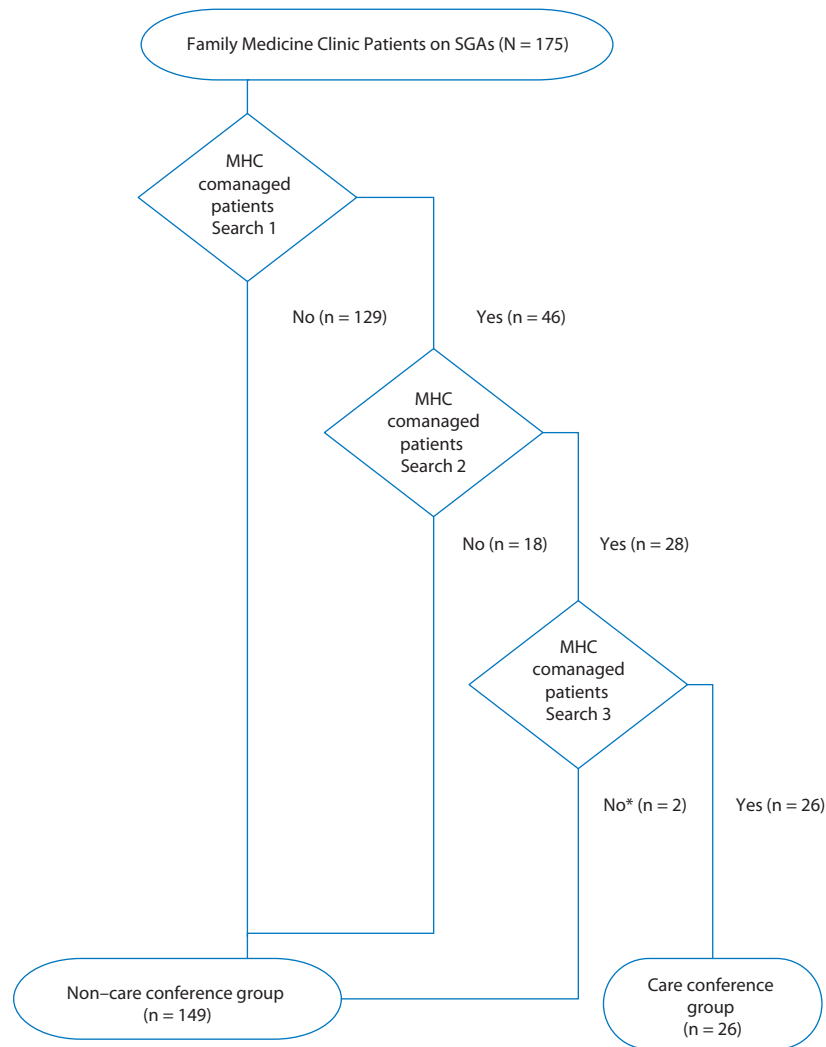 Family Medicine Clinic Patients on SGAs (N = 175)
MHC
comanaged
patients
Search 1
No (n = 129)
Yes (n = 46)
MHC
comanaged
patients
Search 2
No (n = 18)
Yes (n = 28)
MHC
comanaged
patients
Search 3
No* (n = 2)
Yes (n = 26)
Non–care conference group
(n = 149)
Care conference
group
(n = 26)